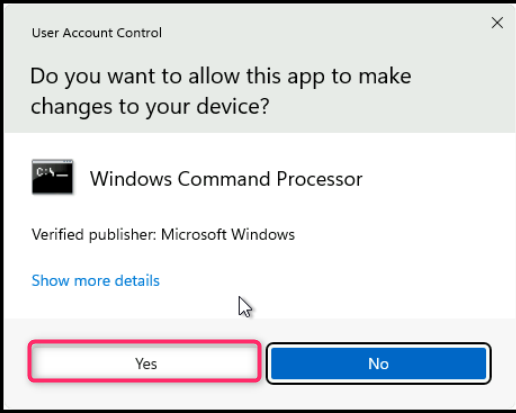 User Account Control
Do you want to allow this app to make
changes to your device?
C:\_
Windows Command Processor
Verified publisher: Microsoft Windows
Show more details
Yes
No